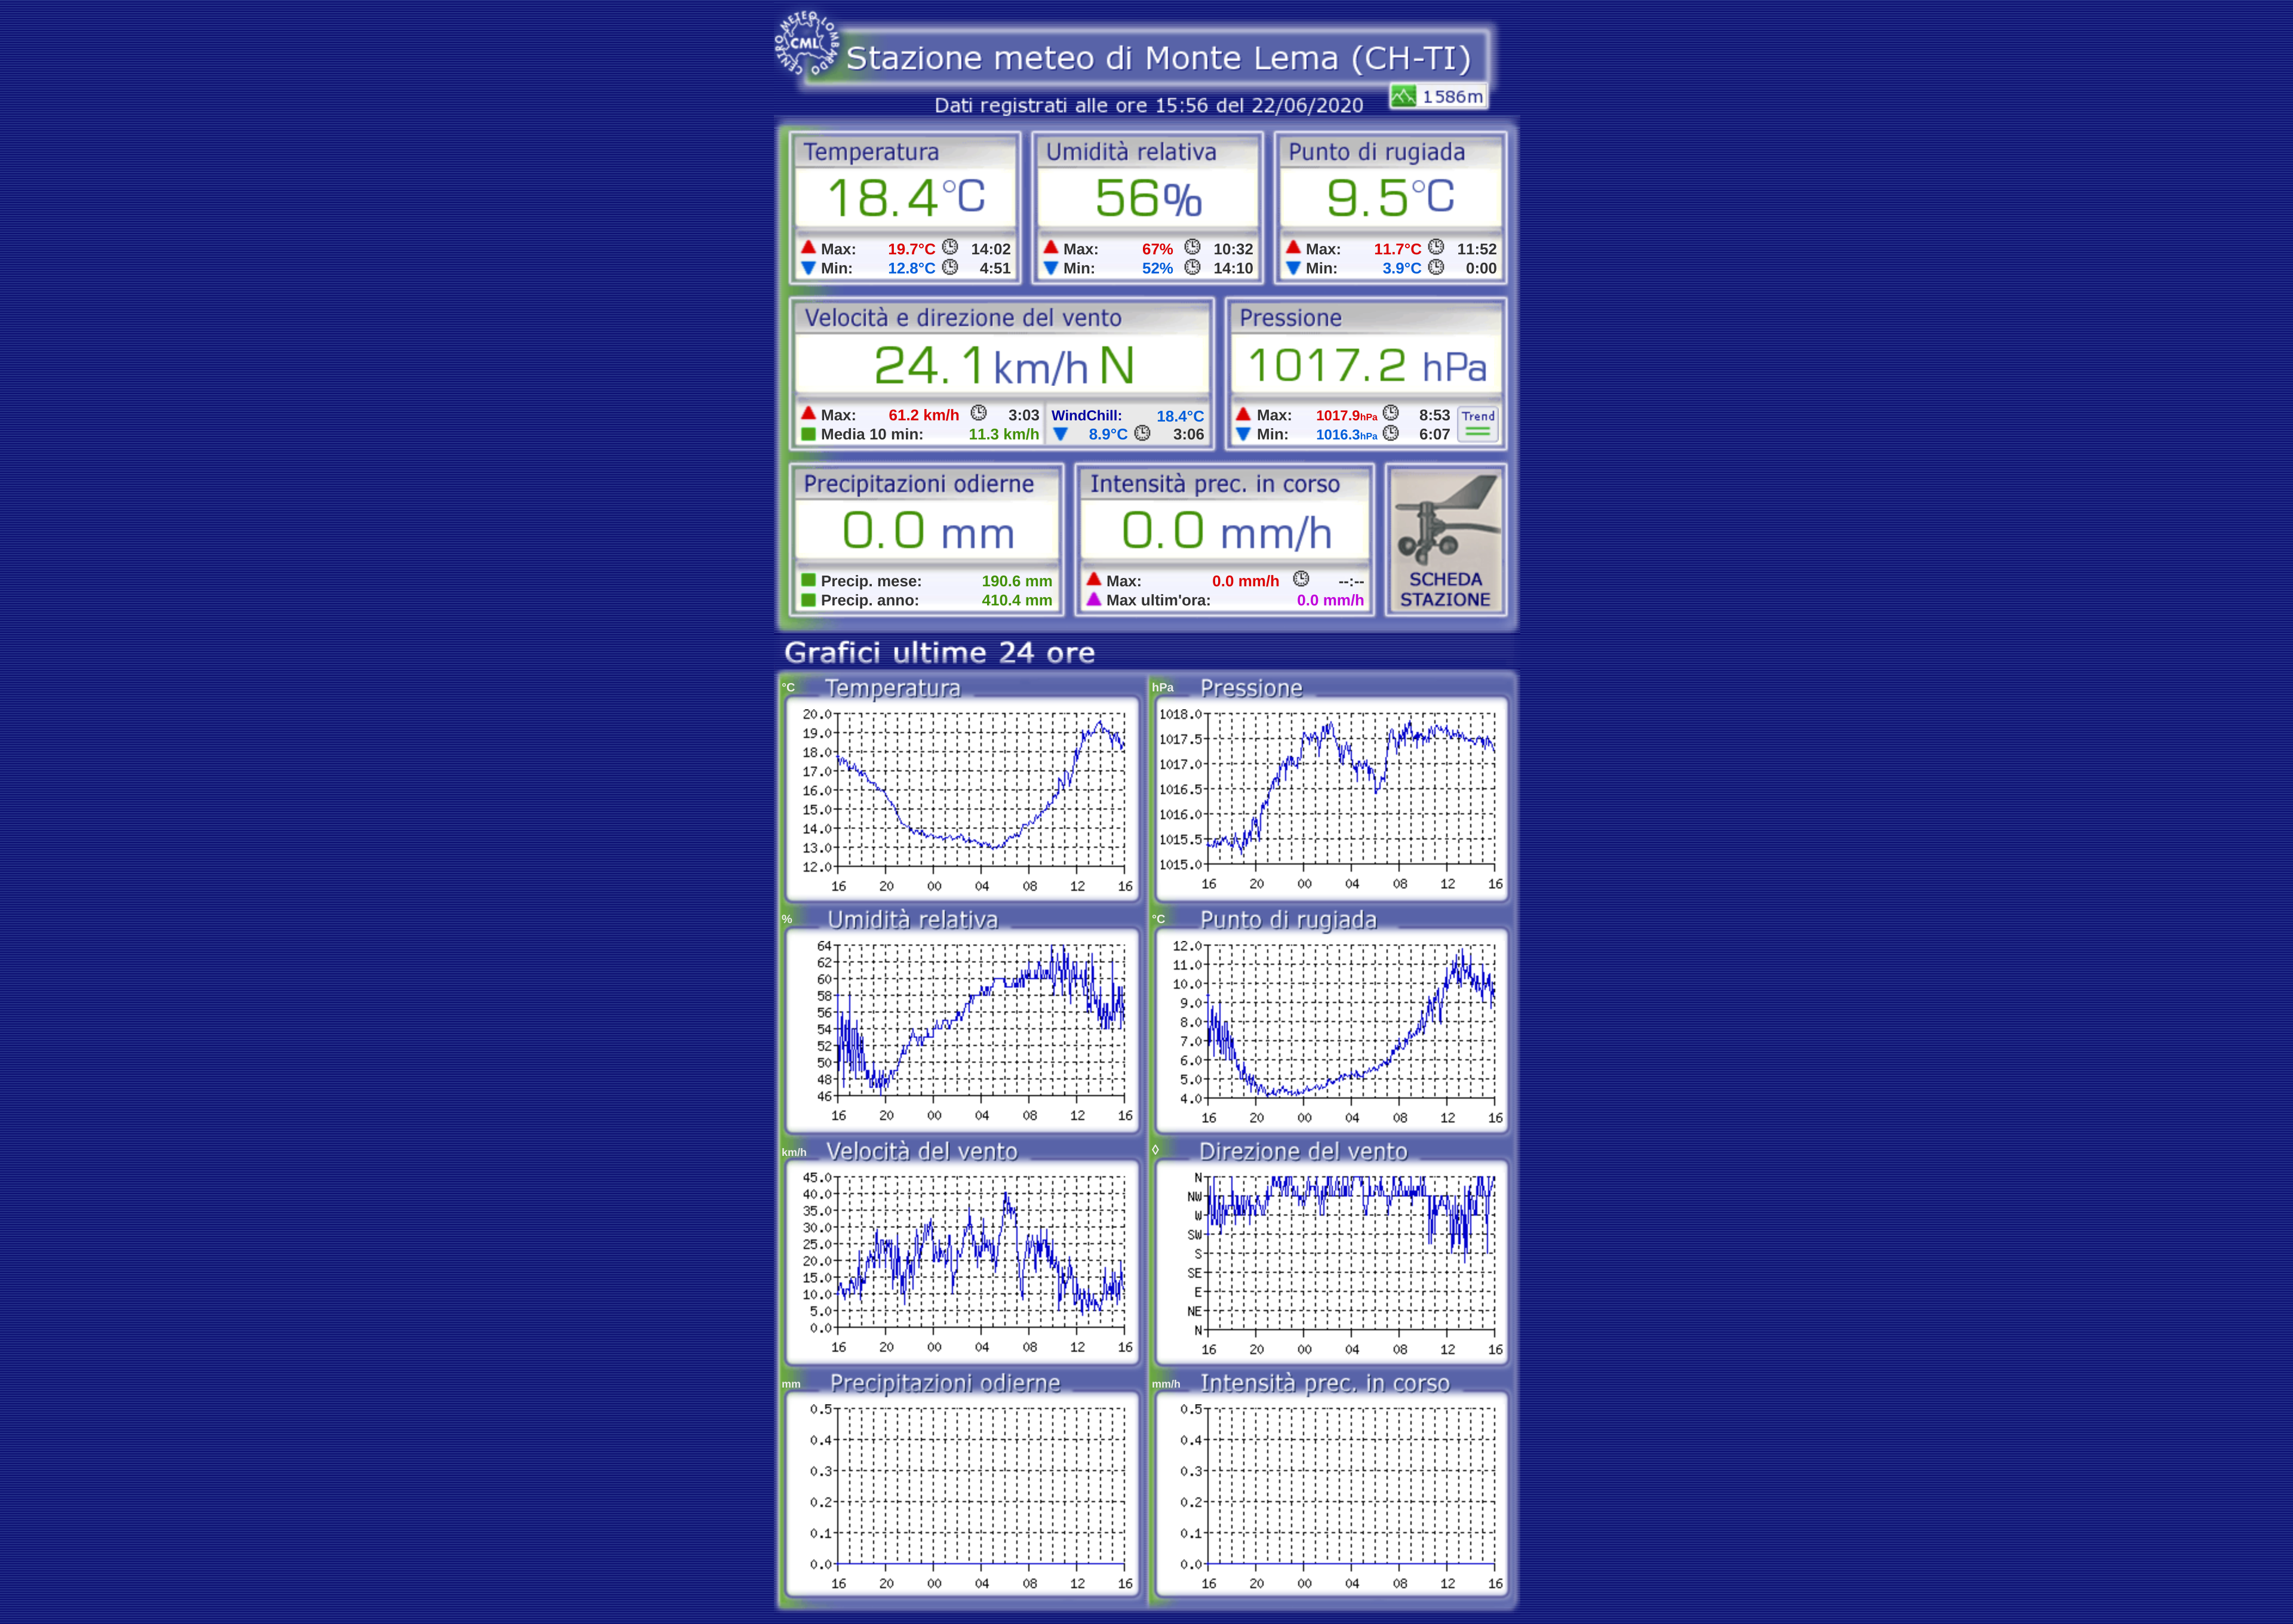 CENTRO METEO LOMBARDO
CML
Stazione meteo di Monte Lema (CH-TI)
1586m
Dati registrati alle ore 15:56 del 22/06/2020
Temperatura
18.4°C
Max: 19.7°C 14:02
Min: 12.8°C 4:51
Umidità relativa
56%
Max: 67% 10:32
Min: 52% 14:10
Punto di rugiada
9.5°C
Max: 11.7°C 11:52
Min: 3.9°C 0:00
Velocità e direzione del vento
24.1 km/h N
Max: 61.2 km/h 3:03
Media 10 min: 11.3 km/h
WindChill: 18.4°C
8.9°C 3:06
Pressione
1017.2 hPa
Max: 1017.9hPa 8:53
Min: 1016.3hPa 6:07
Trend
Precipitazioni odierne
0.0 mm
Precip. mese: 190.6 mm
Precip. anno: 410.4 mm
Intensità prec. in corso
0.0 mm/h
Max: 0.0 mm/h --:--
Max ultim'ora: 0.0 mm/h
SCHEDA
STAZIONE
Grafici ultime 24 ore
°C Temperatura
20.0
19.0
18.0
17.0
16.0
15.0
14.0
13.0
12.0
16 20 00 04 08 12 16
hPa Pressione
1018.0
1017.5
1017.0
1016.5
1016.0
1015.5
1015.0
16 20 00 04 08 12 16
% Umidità relativa
64
62
60
58
56
54
52
50
48
46
16 20 00 04 08 12 16
°C Punto di rugiada
12.0
11.0
10.0
9.0
8.0
7.0
6.0
5.0
4.0
16 20 00 04 08 12 16
km/h Velocità del vento
45.0
40.0
35.0
30.0
25.0
20.0
15.0
10.0
5.0
0.0
16 20 00 04 08 12 16
◊ Direzione del vento
N
NW
W
SW
S
SE
E
NE
N
16 20 00 04 08 12 16
mm Precipitazioni odierne
0.5
0.4
0.3
0.2
0.1
0.0
16 20 00 04 08 12 16
mm/h Intensità prec. in corso
0.5
0.4
0.3
0.2
0.1
0.0
16 20 00 04 08 12 16